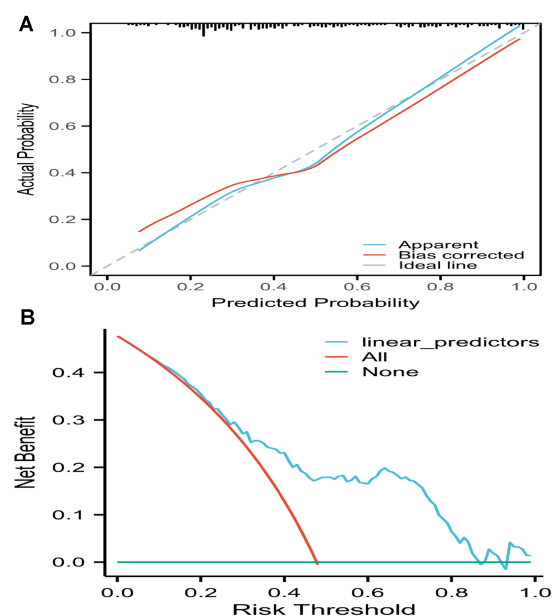 A
1.0
0.8
0.6
0.4
0.2
0.0
Actual Probability
Apparent
Bias corrected
Ideal line
0.0 0.2 0.4 0.6 0.8 1.0
Predicted Probability
B
linear_predictors
All
None
0.4
0.3
0.2
0.1
0.0
Net Benefit
0.0 0.2 0.4 0.6 0.8 1.0
Risk Threshold